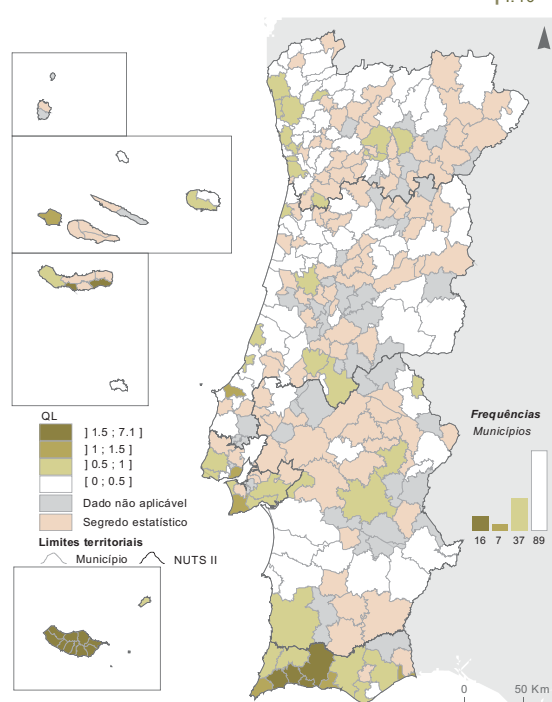 QL
] 1.5 ; 7.1 ]
] 1 ; 1.5 ]
] 0.5 ; 1 ]
[ 0 ; 0.5 ]
Dado não aplicável
Segredo estatístico
Limites territoriais
Município NUTS II
Frequências
Municípios
16 7 37 89
0 50 Km